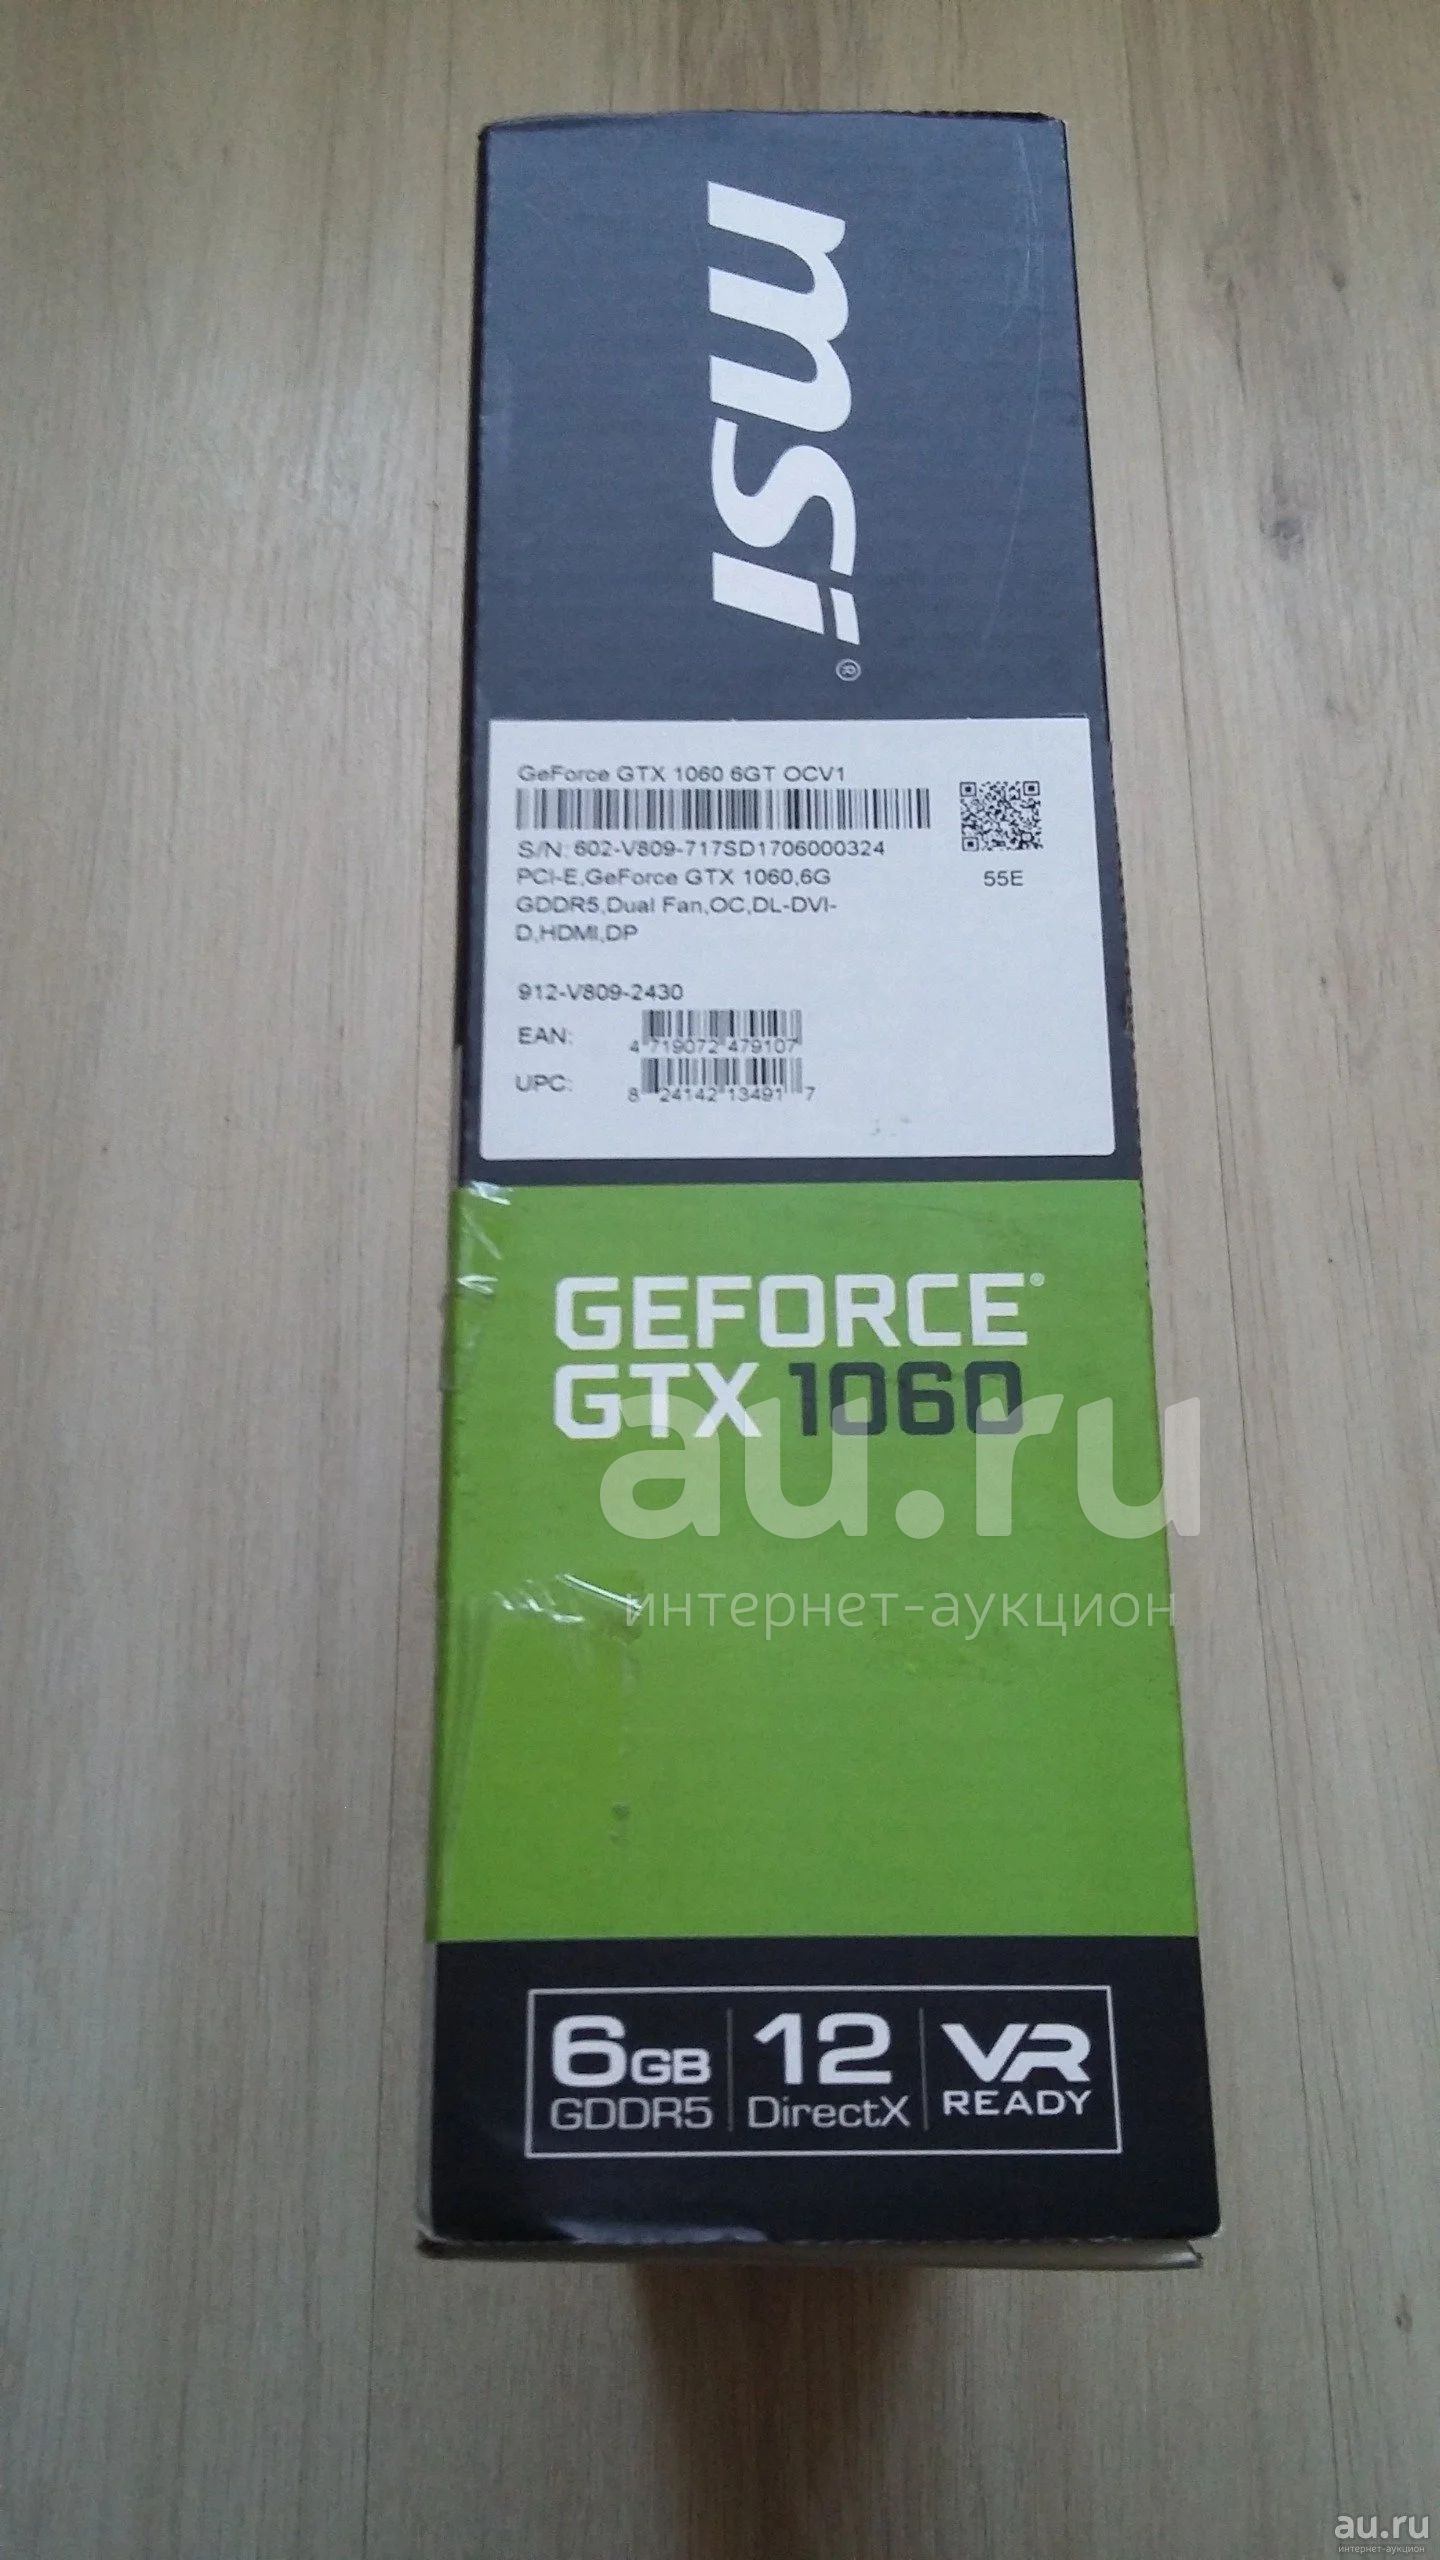 msi®
GeForce GTX 1060 6GT OCV1
S/N: 602-V809-717SD1706000324
PCI-E,GeForce GTX 1060,6G
GDDR5,Dual Fan,OC,DL-DVI-
D,HDMI,DP
55E
912-V809-2430
EAN:
4 719072 479107
UPC:
8 24142 13491 7
GEFORCE®
GTX 1060
au.ru
интернет-аукцион
6GB
GDDR5
12
DirectX
VR
READY
au.ru
интернет-аукцион